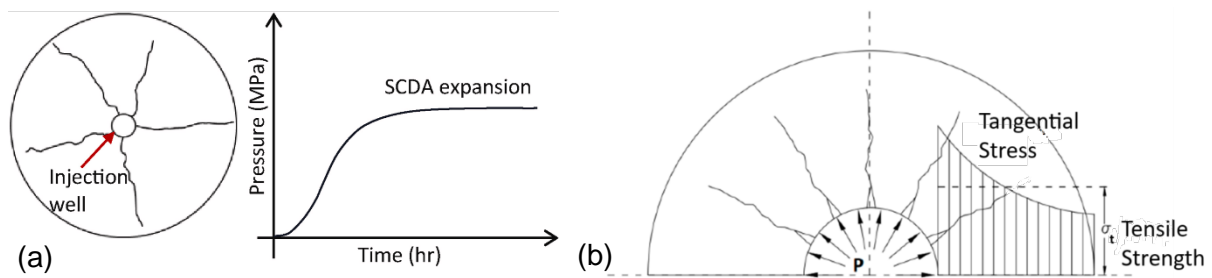 Injection
well
(a)
Pressure (MPa)
SCDA expansion
Time (hr)
(b)
P
Tangential
Stress
σt Tensile
Strength